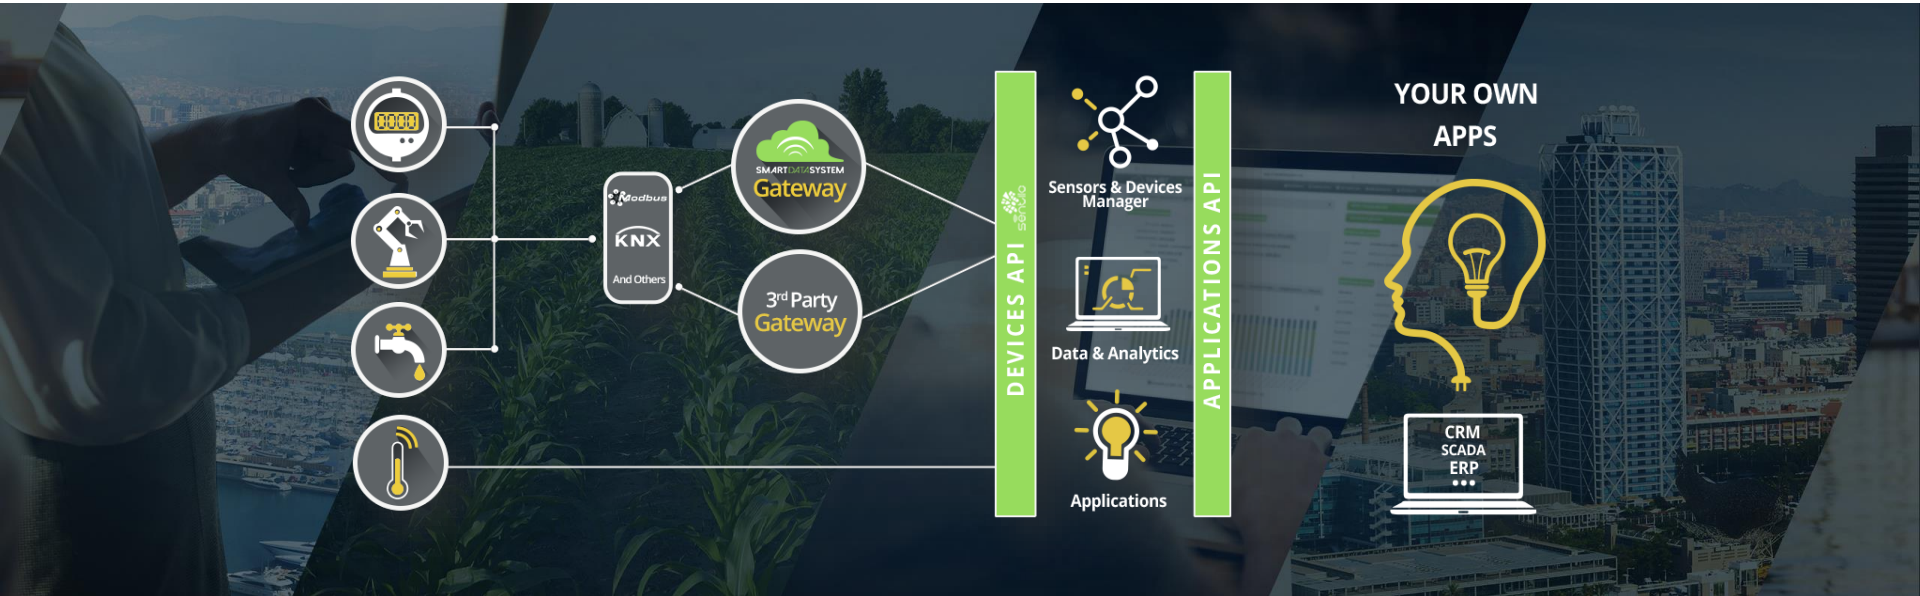 0000
Modbus
KNX
And Others
SMARTDATASYSTEM
Gateway
3rd Party
Gateway
DEVICES API
sentilo
Sensors & Devices
Manager
Data & Analytics
Applications
APPLICATIONS API
YOUR OWN
APPS
CRM
SCADA
ERP
•••